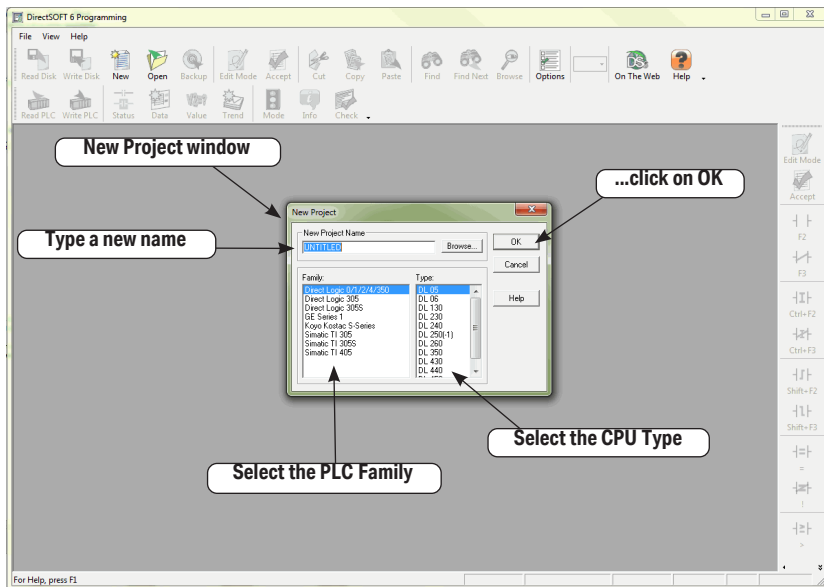 DirectSOFT 6 Programming
File View Help
Read Disk Write Disk New Open Backup Edit Mode Accept Cut Copy Paste Find Find Next Browse Options On The Web Help
Read PLC Write PLC Status Data Value Trend Mode Info Check
New Project window
...click on OK
Type a new name
New Project
New Project Name
UNTITLED
Browse...
OK
Cancel
Help
Family:
Direct Logic 0/1/2/4/350
Direct Logic 305
Direct Logic 305S
GE Series 1
Koyo Kostac S-Series
Simatic TI 305
Simatic TI 305S
Simatic TI 405
Type:
DL 05
DL 06
DL 130
DL 230
DL 240
DL 250(-1)
DL 260
DL 350
DL 430
DL 440
Select the CPU Type
Select the PLC Family
Edit Mode
Accept
F2
F3
Ctrl+F2
Ctrl+F3
Shift+F2
Shift+F3
=
!
>
For Help, press F1